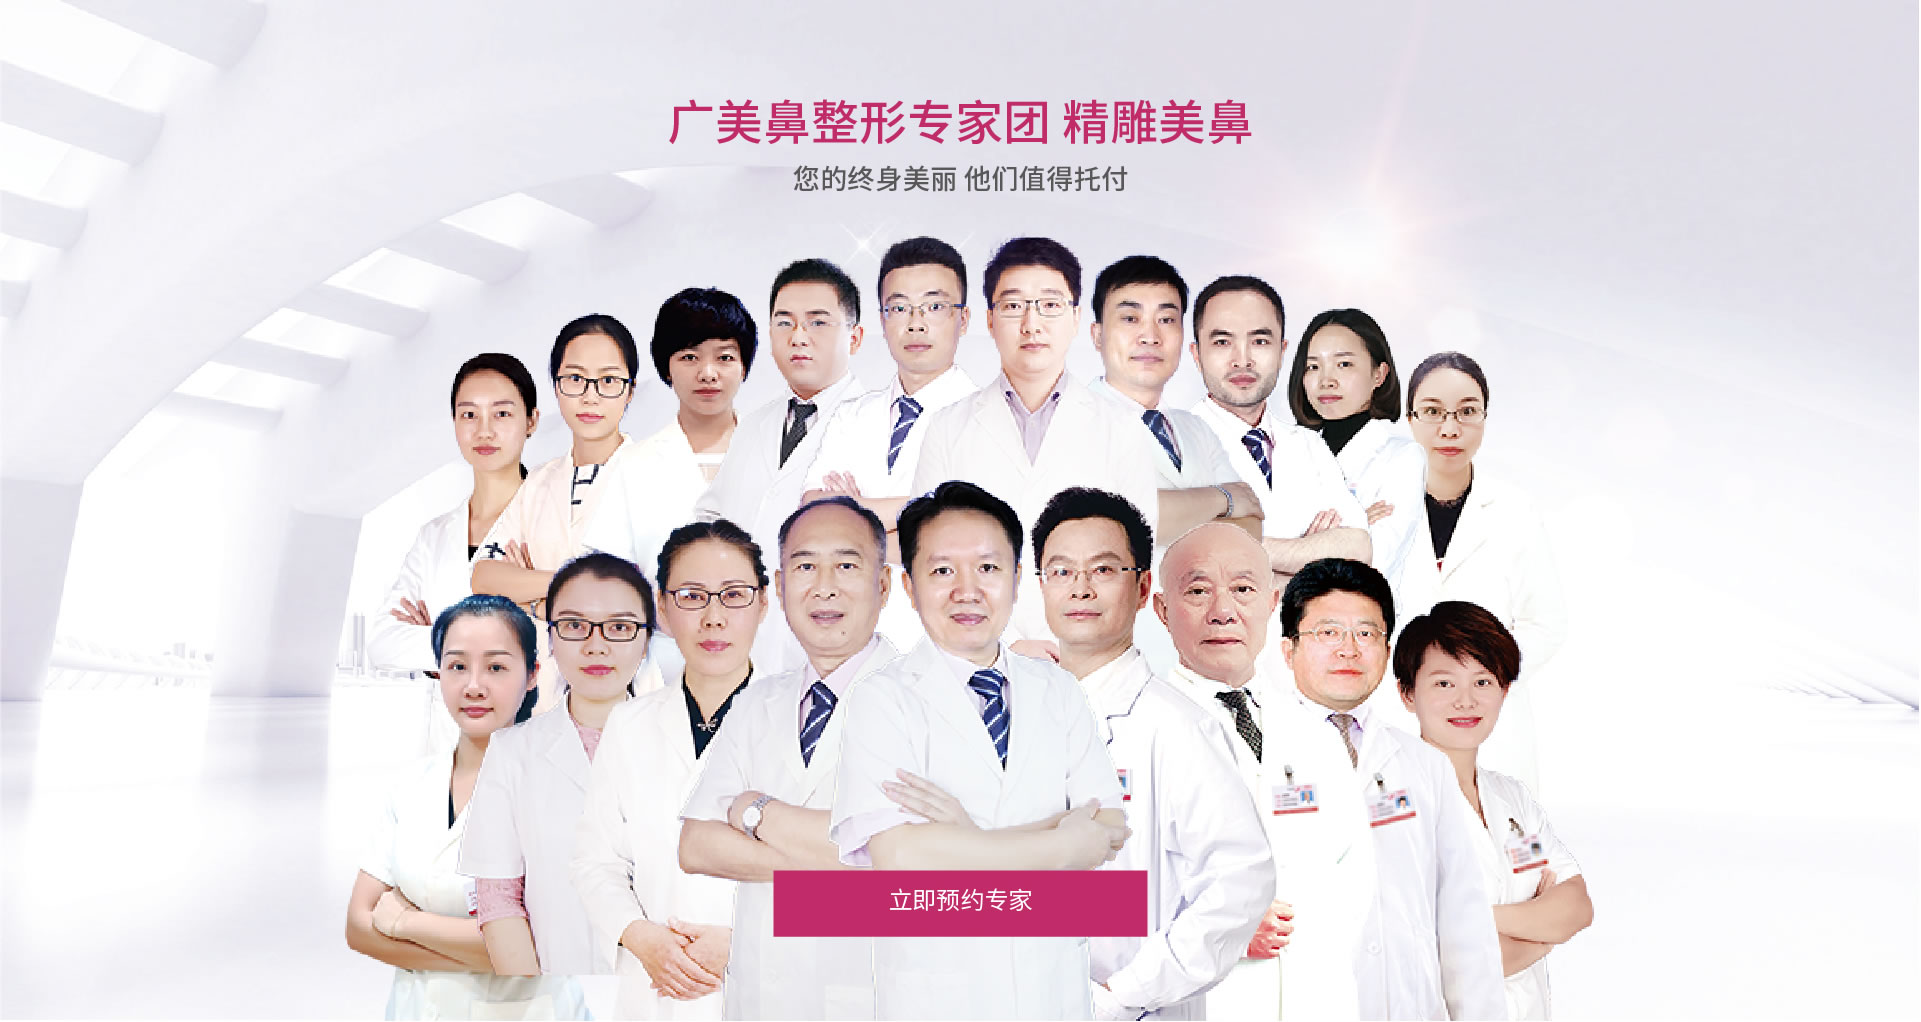 广美鼻整形专家团 精雕美鼻
您的终身美丽 他们值得托付
立即预约专家